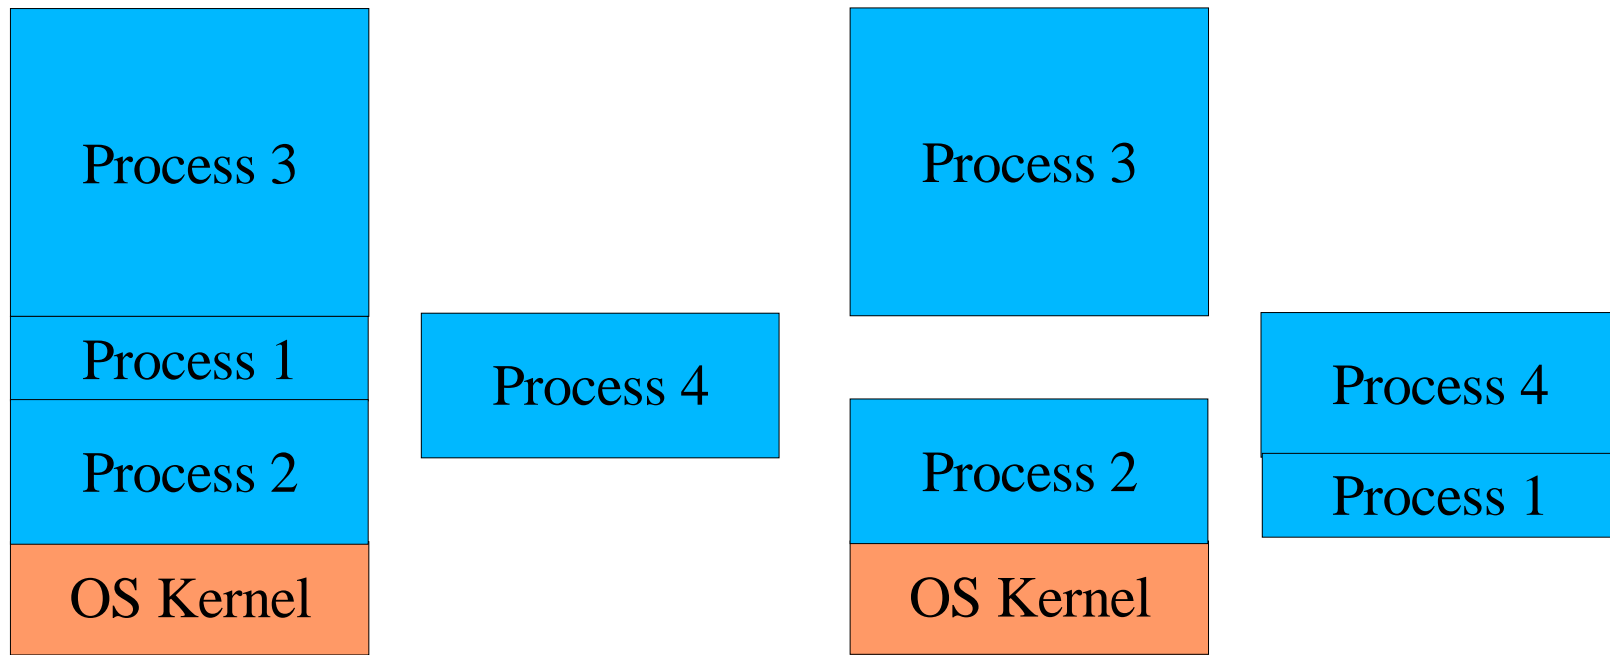 Process 3
Process 1
Process 2
OS Kernel
Process 4
Process 3
Process 2
OS Kernel
Process 4
Process 1